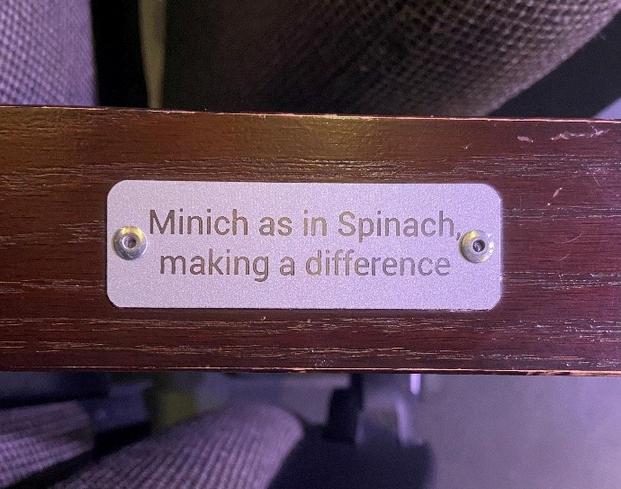 Minich as in Spinach,
making a difference